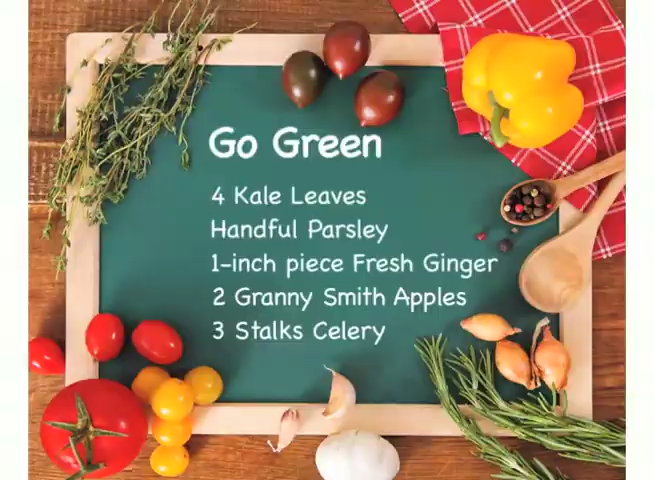 Go Green
4 Kale Leaves
Handful Parsley
1-inch piece Fresh Ginger
2 Granny Smith Apples
3 Stalks Celery